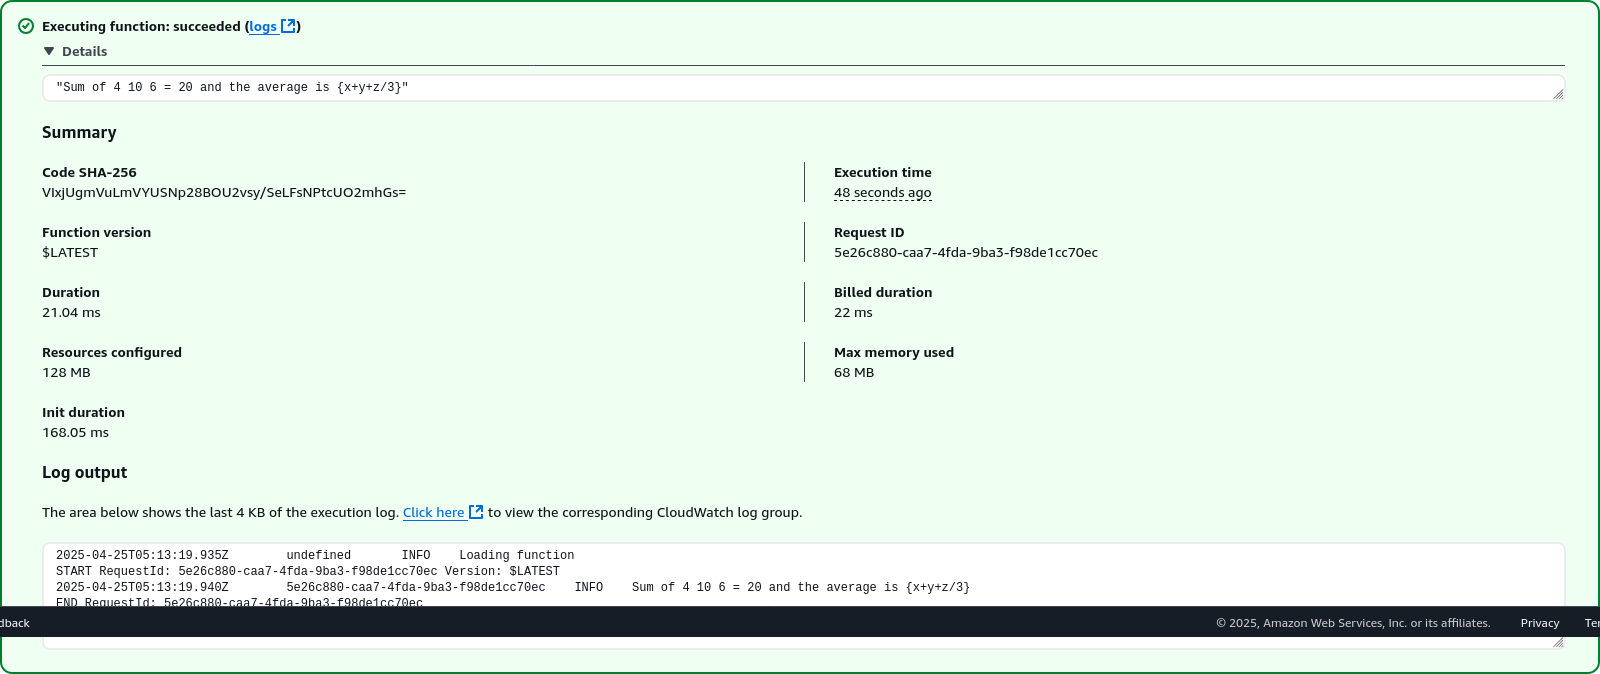 Executing function: succeeded (logs)
Details
"Sum of 4 10 6 = 20 and the average is {x+y+z/3}"
Summary
Code SHA-256
VIxjUgmVuLmVYUSNp28BOU2vsy/SeLFsNPtcUO2mhGs=
Execution time
48 seconds ago
Function version
$LATEST
Request ID
5e26c880-caa7-4fda-9ba3-f98de1cc70ec
Duration
21.04 ms
Billed duration
22 ms
Resources configured
128 MB
Max memory used
68 MB
Init duration
168.05 ms
Log output
The area below shows the last 4 KB of the execution log. Click here to view the corresponding CloudWatch log group.
2025-04-25T05:13:19.935Z undefined INFO Loading function
START RequestId: 5e26c880-caa7-4fda-9ba3-f98de1cc70ec Version: $LATEST
2025-04-25T05:13:19.940Z 5e26c880-caa7-4fda-9ba3-f98de1cc70ec INFO Sum of 4 10 6 = 20 and the average is {x+y+z/3}
END RequestId: 5e26c880-caa7-4fda-9ba3-f98de1cc70ec
dback
© 2025, Amazon Web Services, Inc. or its affiliates. Privacy Ter